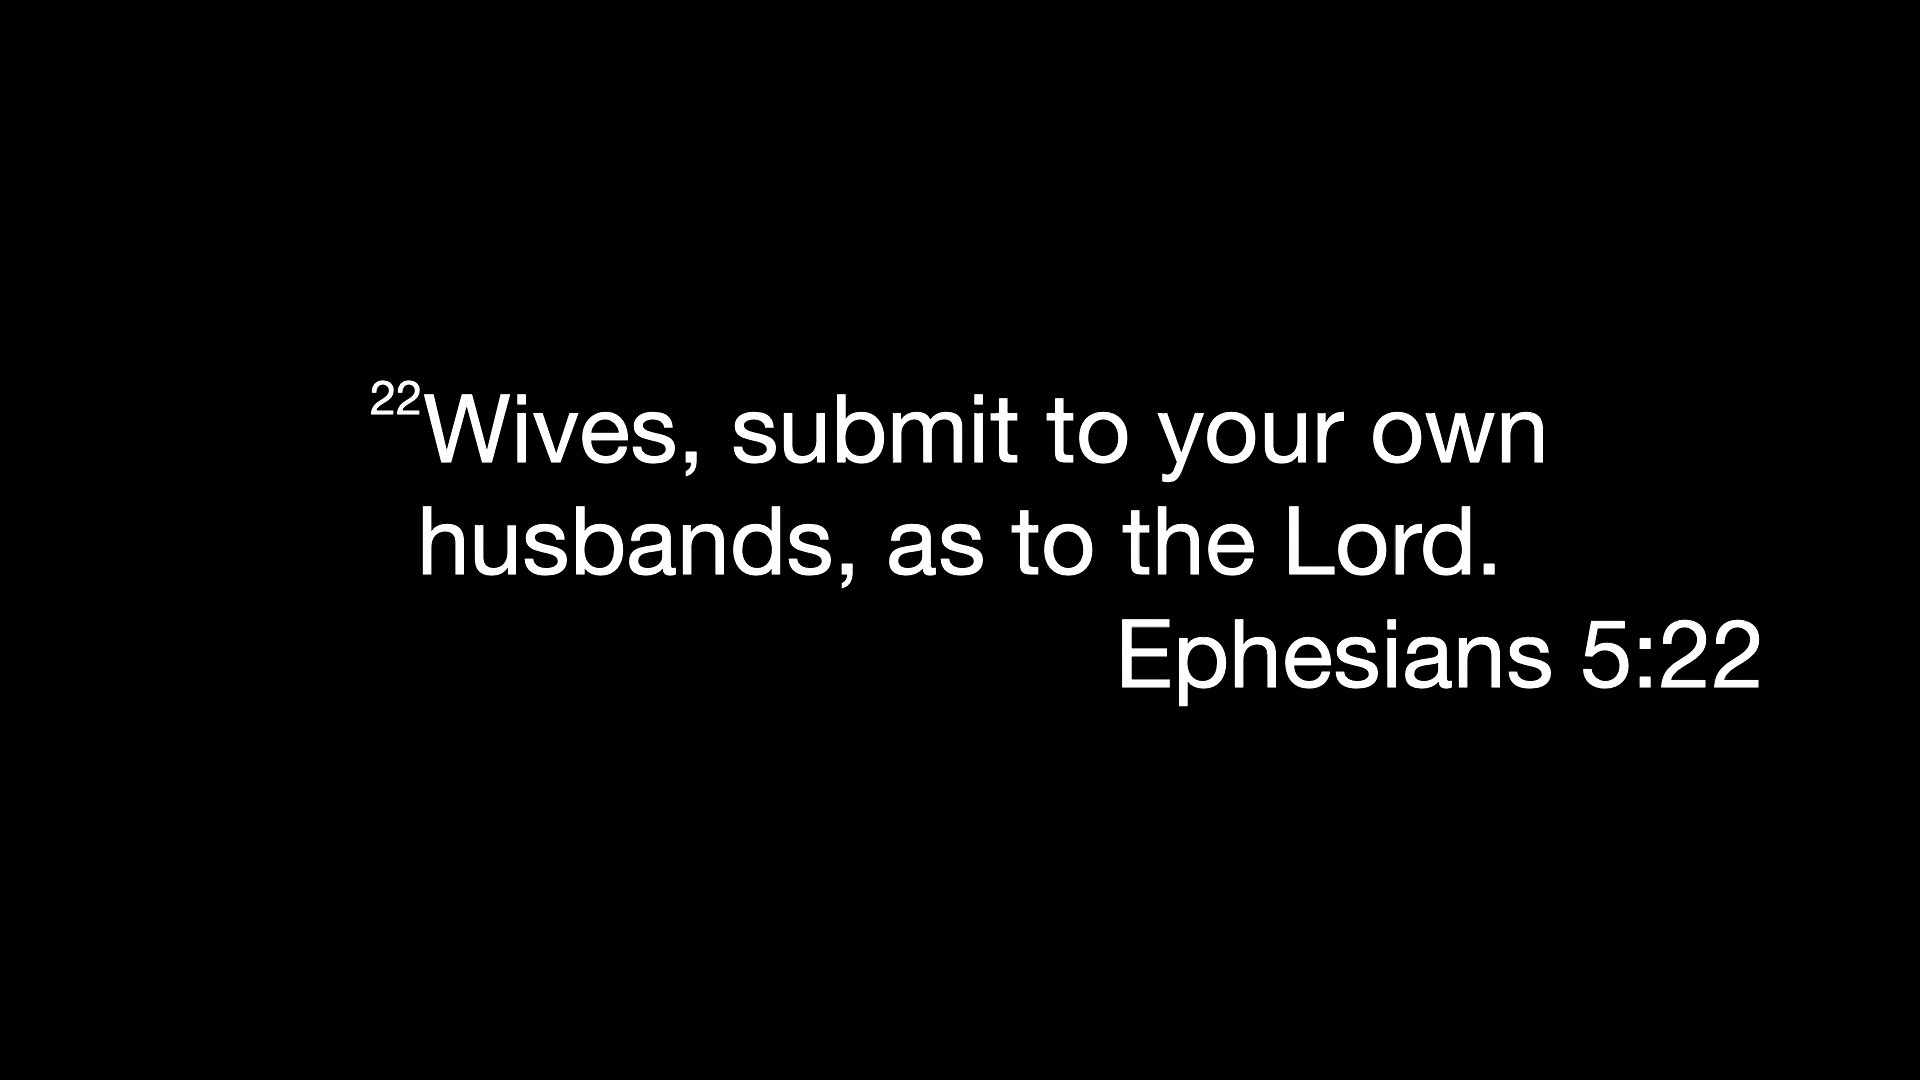 22Wives, submit to your own
husbands, as to the Lord.
Ephesians 5:22